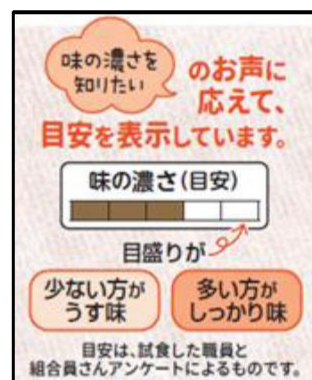 味の濃さを
知りたい
のお声に
応えて、
目安を表示しています。
味の濃さ(目安)
目盛りが
少ない方が
うす味
多い方が
しっかり味
目安は、試食した職員と
組合員さんアンケートによるものです。